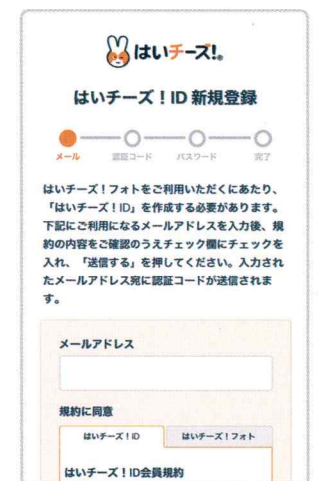 はいチーズ!®
はいチーズ!ID 新規登録
メール
認証コード
パスワード
完了
はいチーズ!フォトをご利用いただくにあたり、
「はいチーズ!ID」を作成する必要があります。
下記にご利用になるメールアドレスを入力後、規
約の内容をご確認のうえチェック欄にチェックを
入れ、「送信する」を押してください。入力され
たメールアドレス宛に認証コードが送信されま
す。
メールアドレス
規約に同意
はいチーズ!ID
はいチーズ!フォト
はいチーズ!ID会員規約